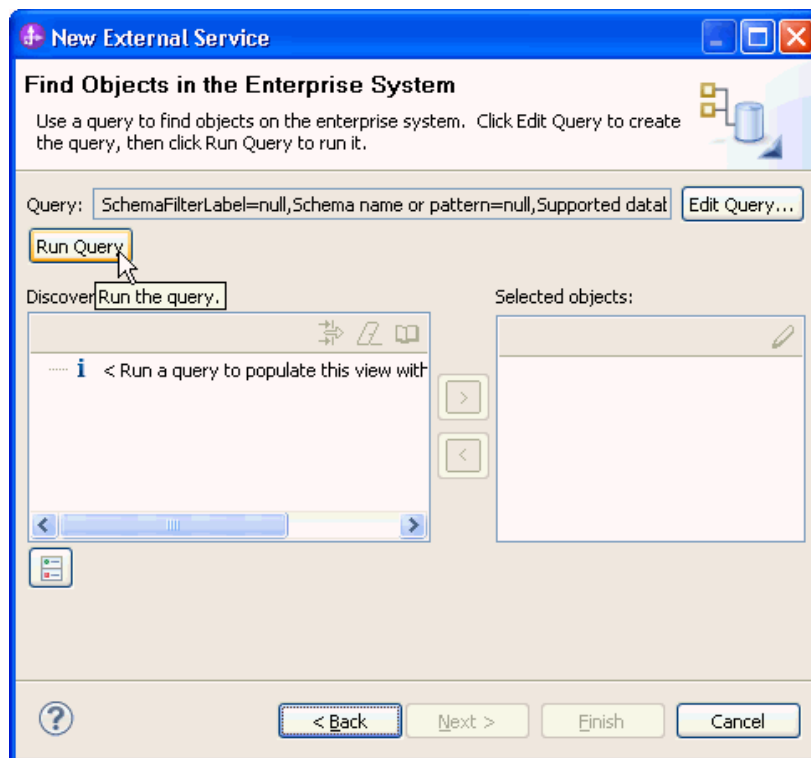 New External Service
Find Objects in the Enterprise System
Use a query to find objects on the enterprise system. Click Edit Query to create
the query, then click Run Query to run it.
Query: SchemaFilterLabel=null,Schema name or pattern=null,Supported datab Edit Query...
Run Query
Discover Run the query. Selected objects:
i < Run a query to populate this view with
>
<
? < Back Next > Finish Cancel